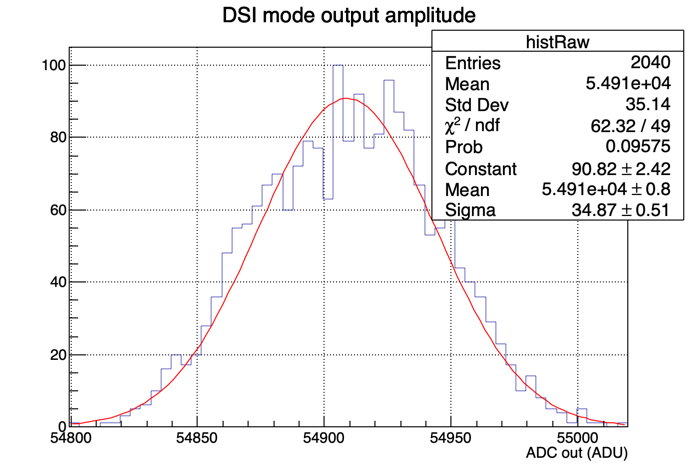 DSI mode output amplitude
histRaw
Entries 2040
Mean 5.491e+04
Std Dev 35.14
χ² / ndf 62.32 / 49
Prob 0.09575
Constant 90.82 ± 2.42
Mean 5.491e+04 ± 0.8
Sigma 34.87 ± 0.51
100
80
60
40
20
0
54800 54850 54900 54950 55000
ADC out (ADU)